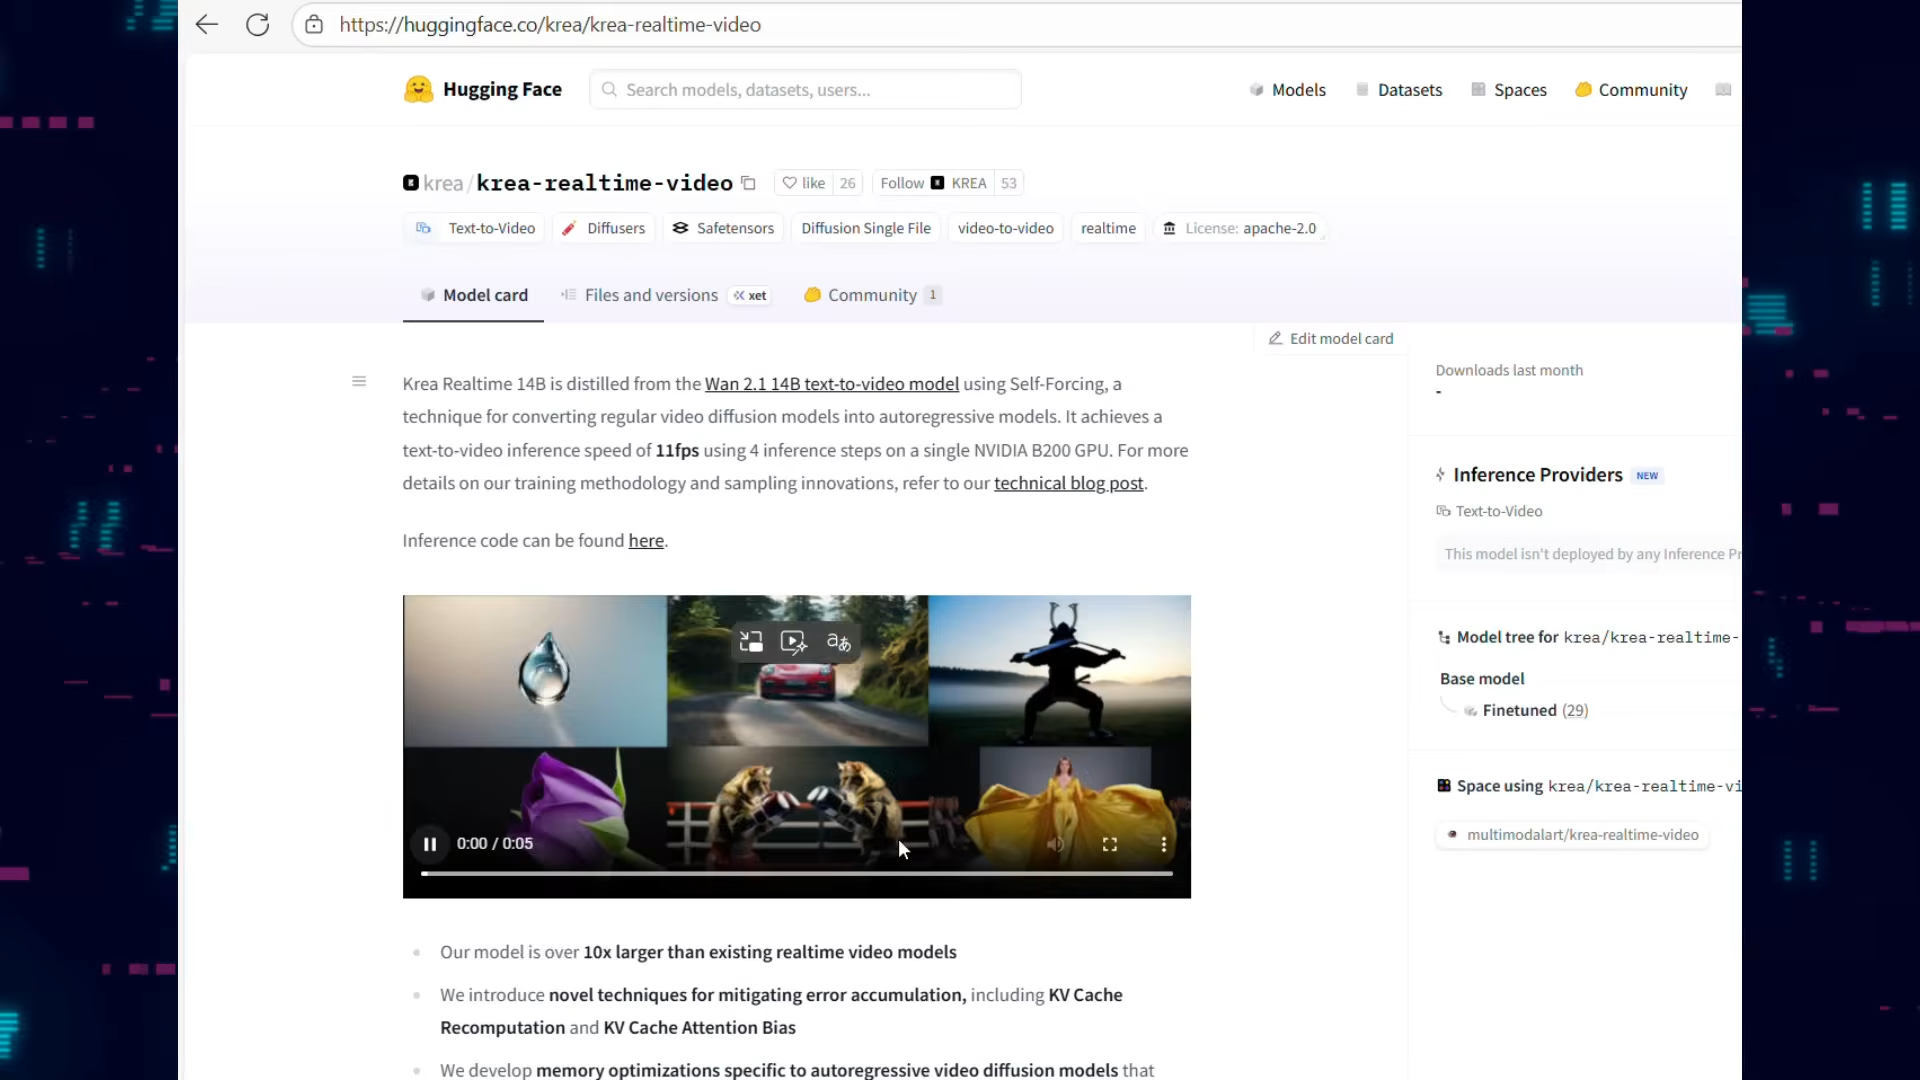 https://huggingface.co/krea/krea-realtime-video
Hugging Face
Search models, datasets, users...
Models
Datasets
Spaces
Community
krea/krea-realtime-video
like 26
Follow KREA 53
Text-to-Video
Diffusers
Safetensors
Diffusion Single File
video-to-video
realtime
License: apache-2.0
Model card
Files and versions xet
Community 1
Edit model card
Krea Realtime 14B is distilled from the Wan 2.1 14B text-to-video model using Self-Forcing, a
technique for converting regular video diffusion models into autoregressive models. It achieves a
text-to-video inference speed of 11fps using 4 inference steps on a single NVIDIA B200 GPU. For more
details on our training methodology and sampling innovations, refer to our technical blog post.
Inference code can be found here.
aあ
0:00 / 0:05
Our model is over 10x larger than existing realtime video models
We introduce novel techniques for mitigating error accumulation, including KV Cache
Recomputation and KV Cache Attention Bias
We develop memory optimizations specific to autoregressive video diffusion models that
Downloads last month
-
Inference Providers NEW
Text-to-Video
This model isn't deployed by any Inference Pr
Model tree for krea/krea-realtime-
Base model
Finetuned (29)
Space using krea/krea-realtime-vi
multimodalart/krea-realtime-video